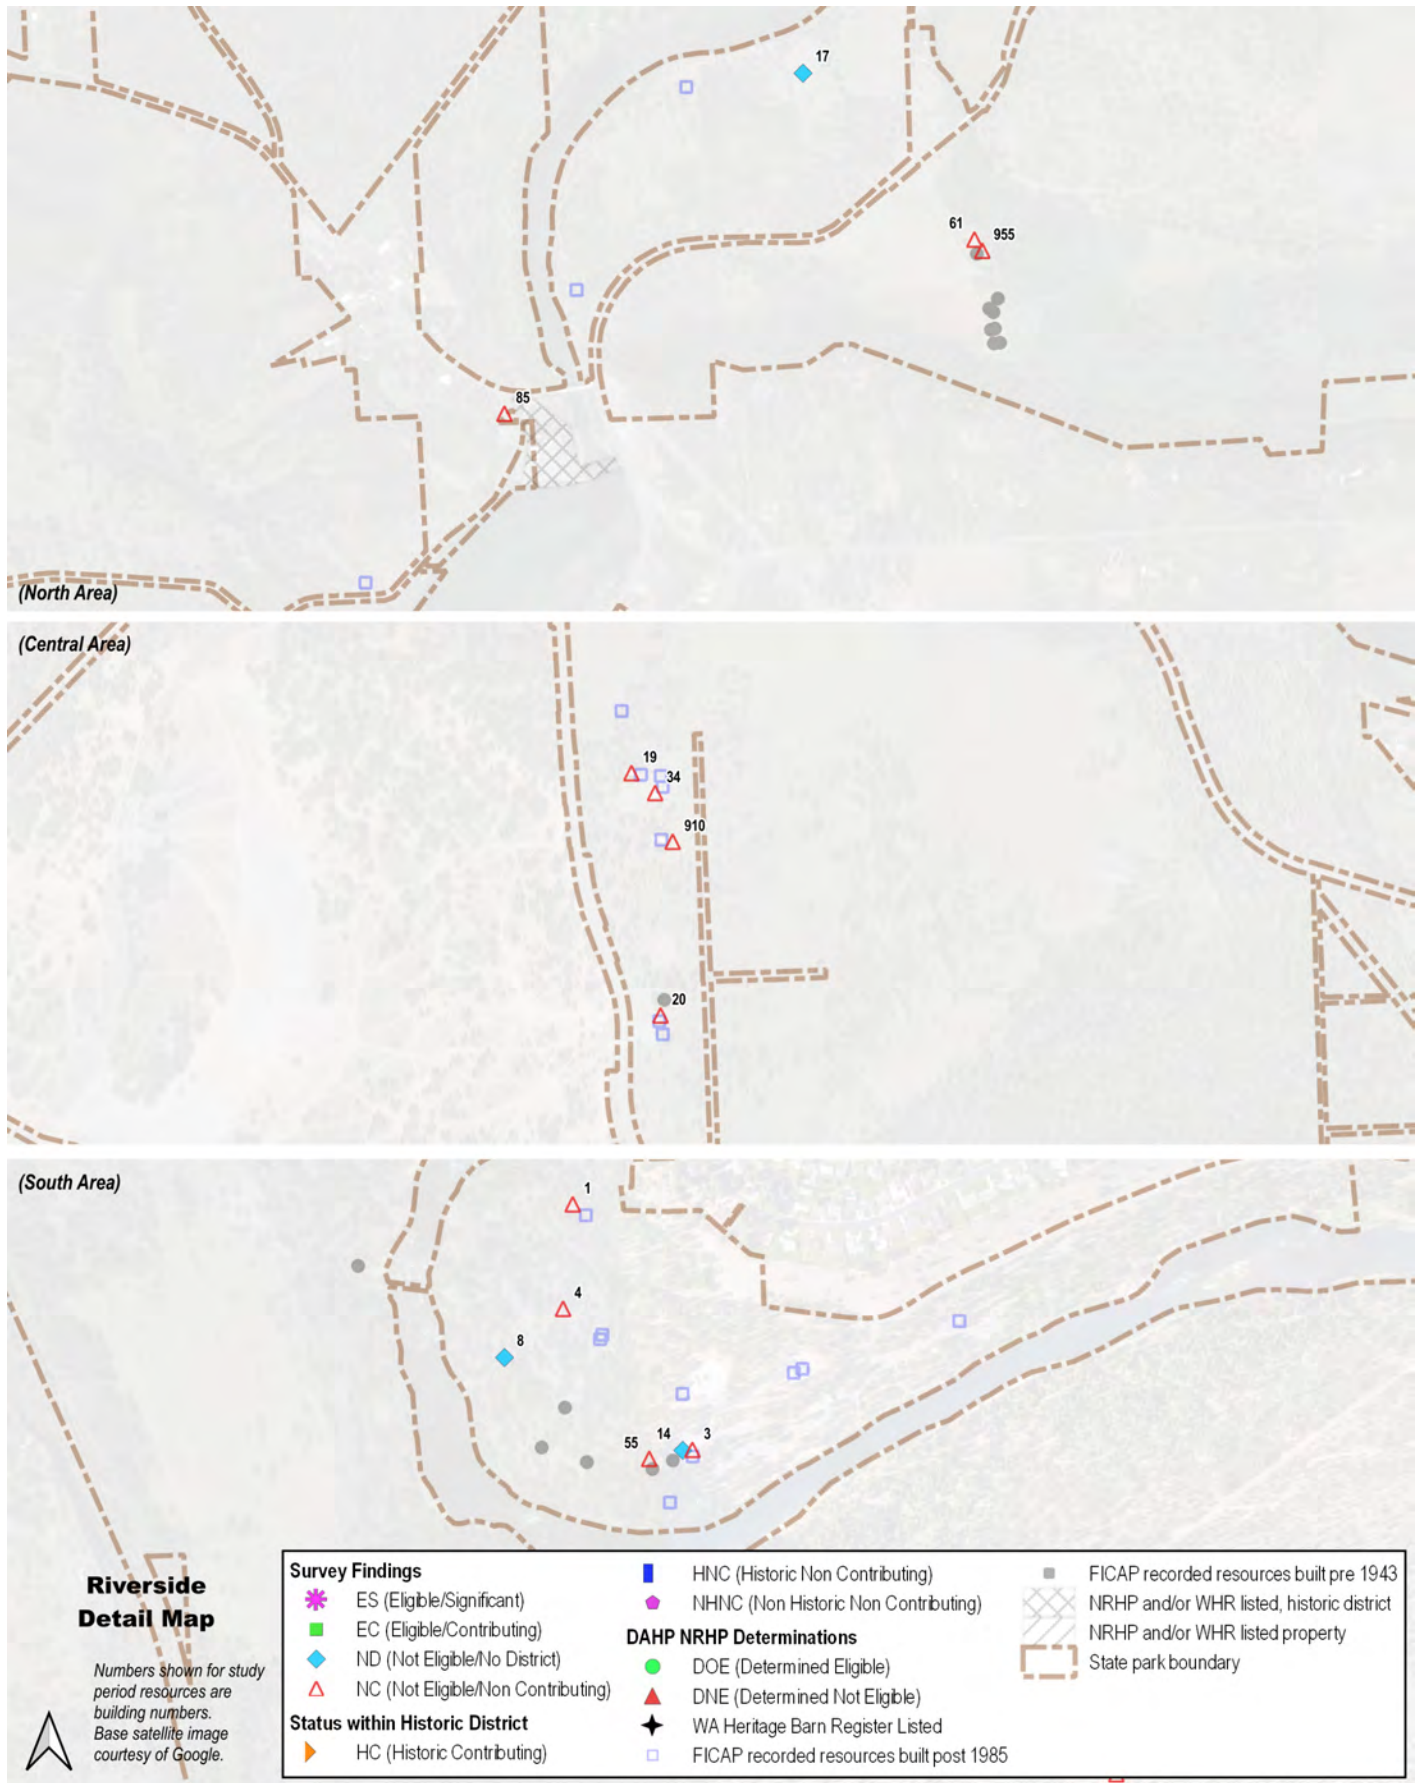 17
61
955
85
(North Area)
(Central Area)
19
34
910
20
(South Area)
1
4
8
55
14
3
Riverside
Detail Map
Numbers shown for study
period resources are
building numbers.
Base satellite image
courtesy of Google.
Survey Findings
ES (Eligible/Significant)
EC (Eligible/Contributing)
ND (Not Eligible/No District)
NC (Not Eligible/Non Contributing)
Status within Historic District
HC (Historic Contributing)
HNC (Historic Non Contributing)
NHNC (Non Historic Non Contributing)
DAHP NRHP Determinations
DOE (Determined Eligible)
DNE (Determined Not Eligible)
WA Heritage Barn Register Listed
FICAP recorded resources built post 1985
FICAP recorded resources built pre 1943
NRHP and/or WHR listed, historic district
NRHP and/or WHR listed property
State park boundary